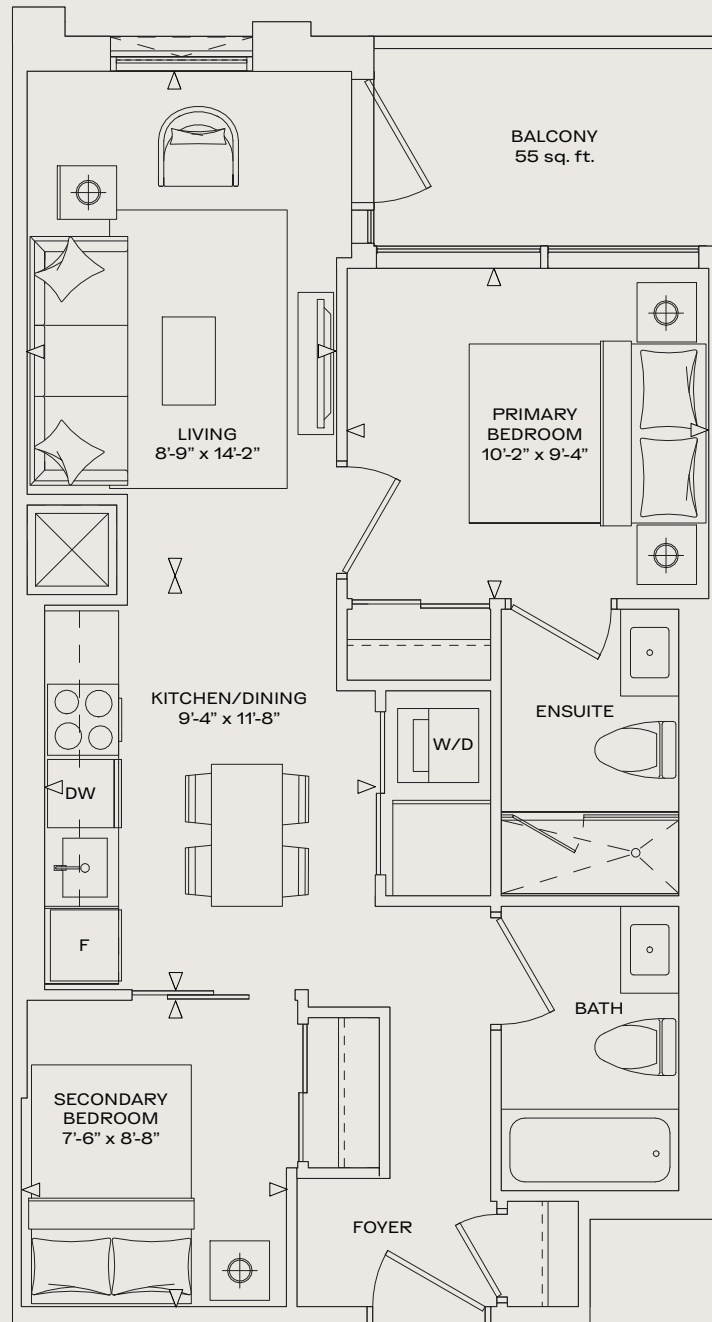 BALCONY
55 sq. ft.
LIVING
8’-9” x 14’-2”
PRIMARY
BEDROOM
10’-2” x 9’-4”
KITCHEN/DINING
9’-4” x 11’-8”
ENSUITE
W/D
DW
F
BATH
SECONDARY
BEDROOM
7’-6” x 8’-8”
FOYER